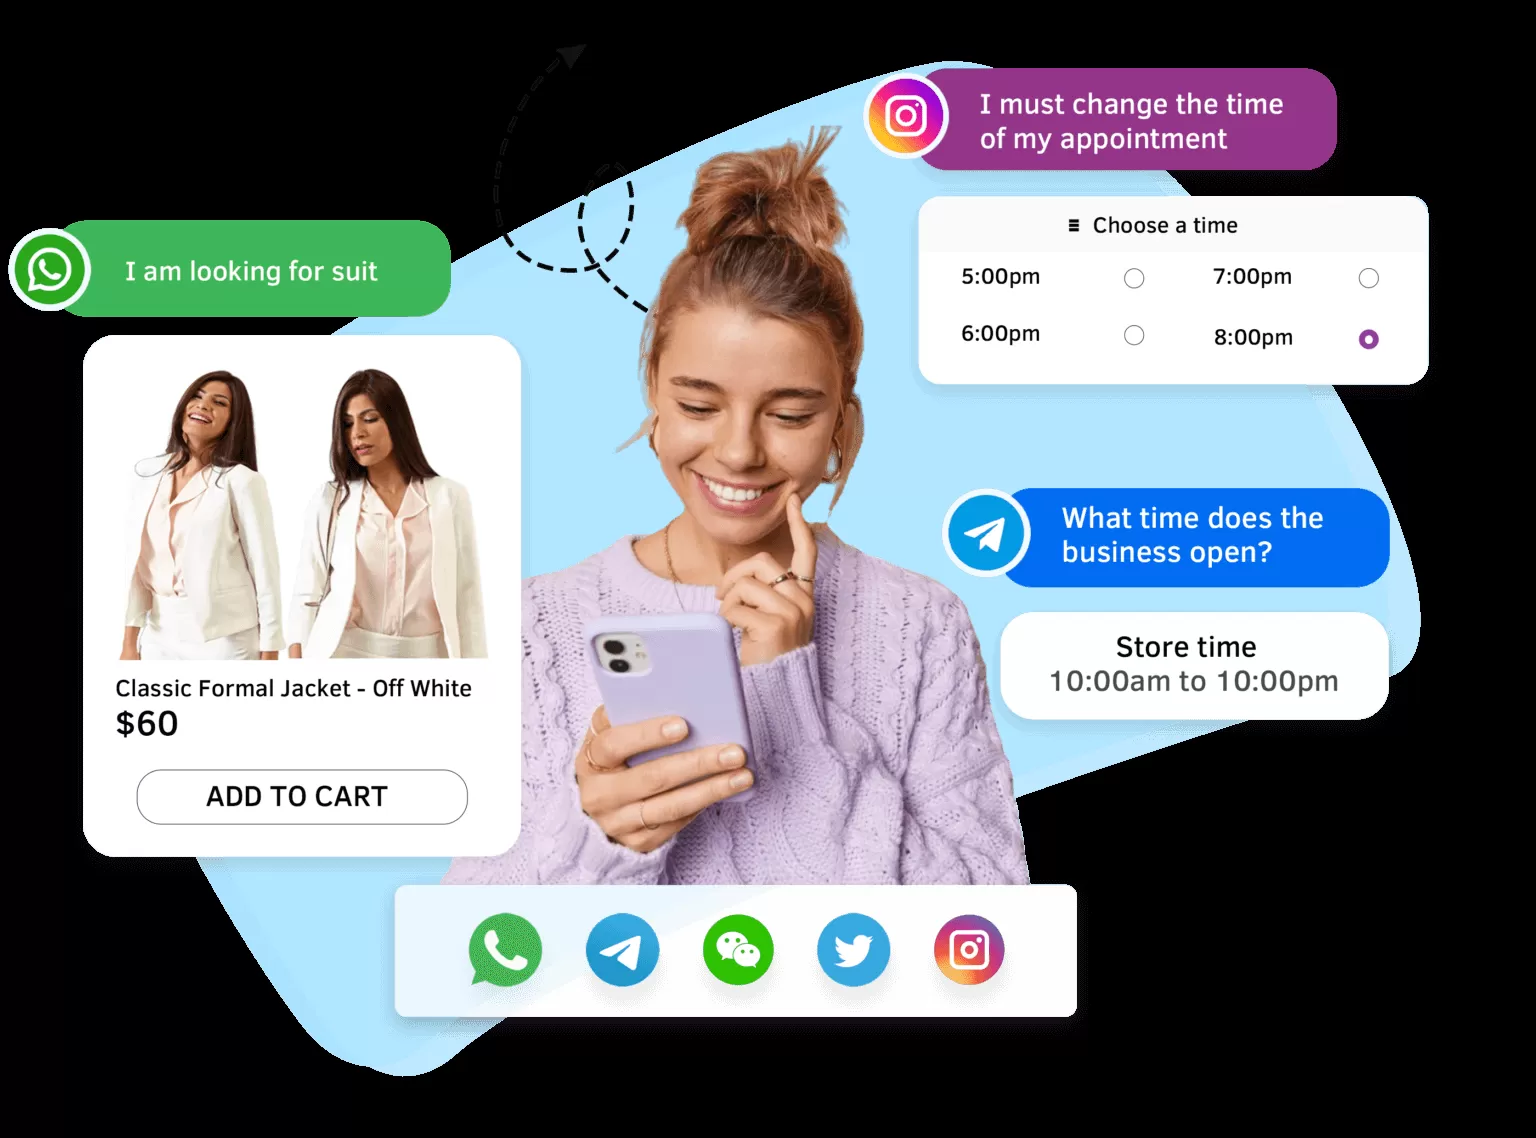 I must change the time
of my appointment
Choose a time
5:00pm
7:00pm
6:00pm
8:00pm
I am looking for suit
Classic Formal Jacket - Off White
$60
ADD TO CART
What time does the
business open?
Store time
10:00am to 10:00pm